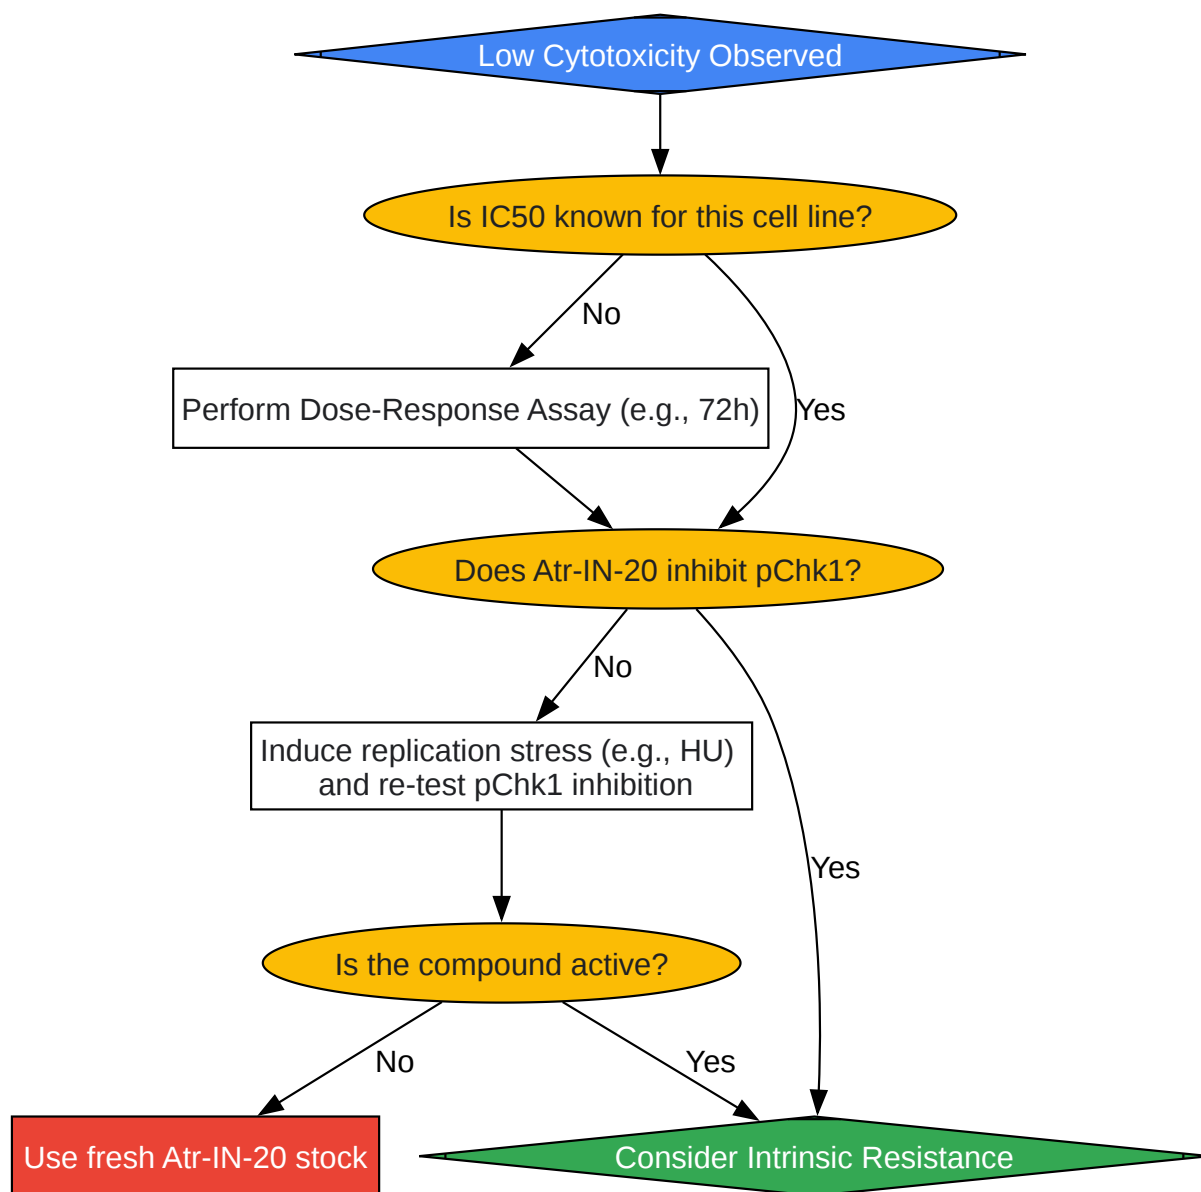 Low Cytotoxicity Observed
Is IC50 known for this cell line?
No
Perform Dose-Response Assay (e.g., 72h)
Yes
Does Atr-IN-20 inhibit pChk1?
No
Induce replication stress (e.g., HU)
and re-test pChk1 inhibition
Yes
Is the compound active?
No
Yes
Use fresh Atr-IN-20 stock
Consider Intrinsic Resistance